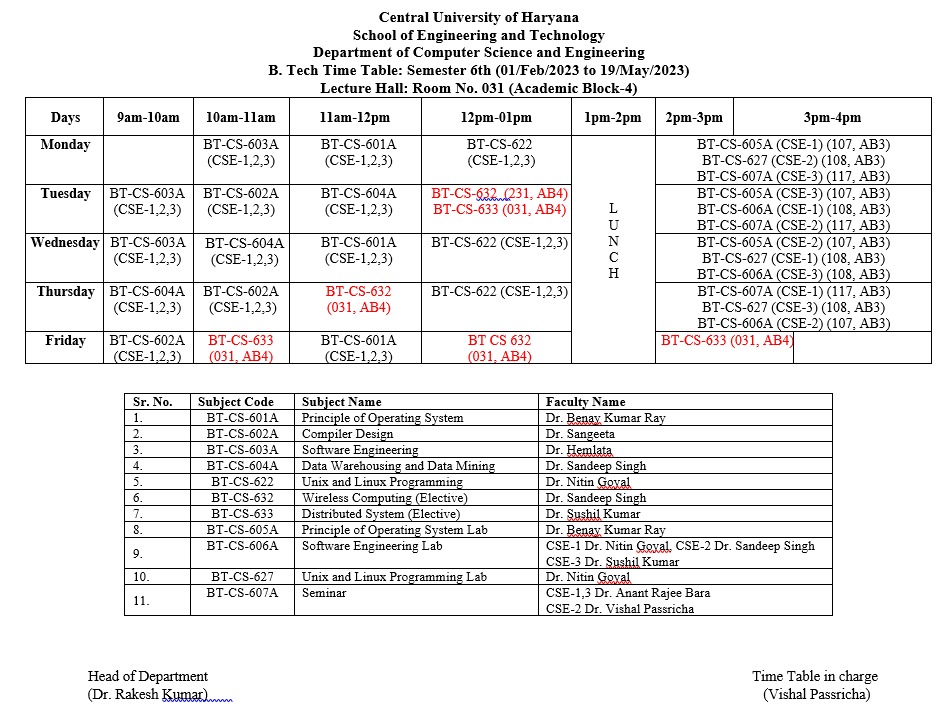 Central University of Haryana
School of Engineering and Technology
Department of Computer Science and Engineering
B. Tech Time Table: Semester 6th (01/Feb/2023 to 19/May/2023)
Lecture Hall: Room No. 031 (Academic Block-4)
Days 9am-10am 10am-11am 11am-12pm 12pm-01pm 1pm-2pm 2pm-3pm 3pm-4pm
Monday BT-CS-603A BT-CS-601A BT-CS-622 BT-CS-605A (CSE-1) (107, AB3)
(CSE-1,2,3) (CSE-1,2,3) (CSE-1,2,3) BT-CS-627 (CSE-2) (108, AB3)
BT-CS-607A (CSE-3) (117, AB3)
Tuesday BT-CS-603A BT-CS-602A BT-CS-604A BT-CS-632 (231, AB4) BT-CS-605A (CSE-3) (107, AB3)
(CSE-1,2,3) (CSE-1,2,3) (CSE-1,2,3) BT-CS-633 (031, AB4) L BT-CS-606A (CSE-1) (108, AB3)
U BT-CS-607A (CSE-2) (117, AB3)
Wednesday BT-CS-603A BT-CS-604A BT-CS-601A BT-CS-622 (CSE-1,2,3) N BT-CS-605A (CSE-2) (107, AB3)
(CSE-1,2,3) (CSE-1,2,3) (CSE-1,2,3) C BT-CS-627 (CSE-1) (108, AB3)
H BT-CS-606A (CSE-3) (108, AB3)
Thursday BT-CS-604A BT-CS-602A BT-CS-632 BT-CS-622 (CSE-1,2,3) BT-CS-607A (CSE-1) (117, AB3)
(CSE-1,2,3) (CSE-1,2,3) (031, AB4) BT-CS-627 (CSE-3) (108, AB3)
BT-CS-606A (CSE-2) (107, AB3)
Friday BT-CS-602A BT-CS-633 BT-CS-601A BT CS 632 BT-CS-633 (031, AB4)
(CSE-1,2,3) (031, AB4) (CSE-1,2,3) (031, AB4)
Sr. No. Subject Code Subject Name Faculty Name
1. BT-CS-601A Principle of Operating System Dr. Benay Kumar Ray
2. BT-CS-602A Compiler Design Dr. Sangeeta
3. BT-CS-603A Software Engineering Dr. Hemlata
4. BT-CS-604A Data Warehousing and Data Mining Dr. Sandeep Singh
5. BT-CS-622 Unix and Linux Programming Dr. Nitin Goyal
6. BT-CS-632 Wireless Computing (Elective) Dr. Sandeep Singh
7. BT-CS-633 Distributed System (Elective) Dr. Sushil Kumar
8. BT-CS-605A Principle of Operating System Lab Dr. Benay Kumar Ray
9. BT-CS-606A Software Engineering Lab CSE-1 Dr. Nitin Goyal, CSE-2 Dr. Sandeep Singh
CSE-3 Dr. Sushil Kumar
10. BT-CS-627 Unix and Linux Programming Lab Dr. Nitin Goyal
11. BT-CS-607A Seminar CSE-1,3 Dr. Anant Rajee Bara
CSE-2 Dr. Vishal Passricha
Head of Department Time Table in charge
(Dr. Rakesh Kumar) (Vishal Passricha)